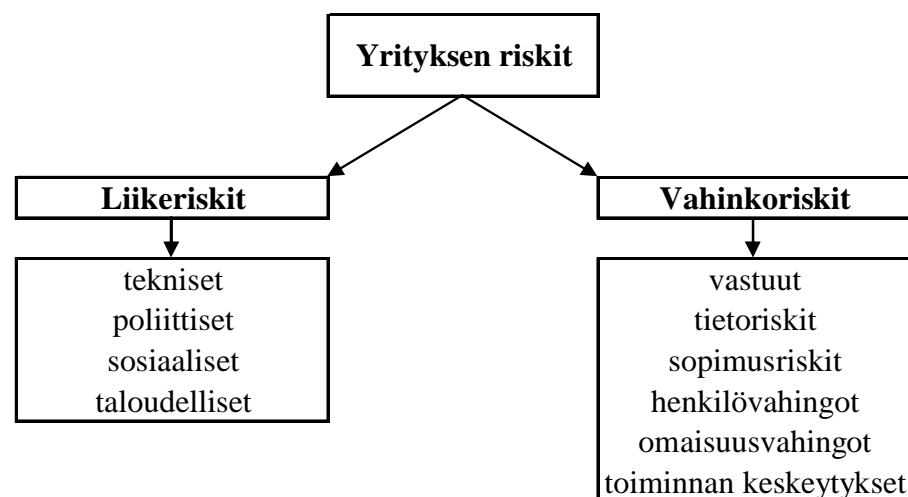 Yrityksen riskit
Liikeriskit
tekniset
poliittiset
sosiaaliset
taloudelliset
Vahinkoriskit
vastuut
tietoriskit
sopimusriskit
henkilövahingot
omaisuusvahingot
toiminnan keskeytykset